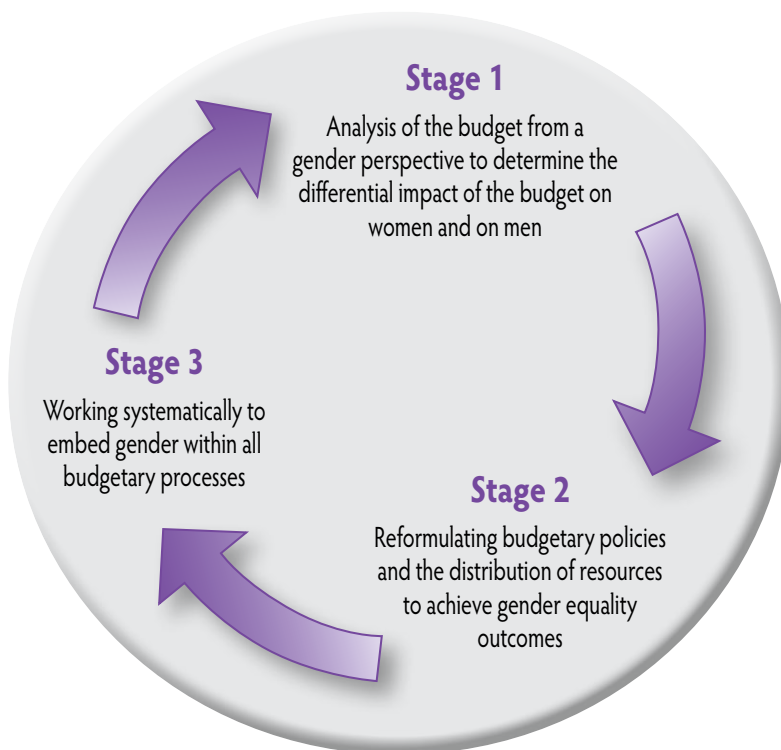 Stage 1
Analysis of the budget from a
gender perspective to determine the
differential impact of the budget on
women and on men
Stage 2
Reformulating budgetary policies
and the distribution of resources
to achieve gender equality
outcomes
Stage 3
Working systematically to
embed gender within all
budgetary processes